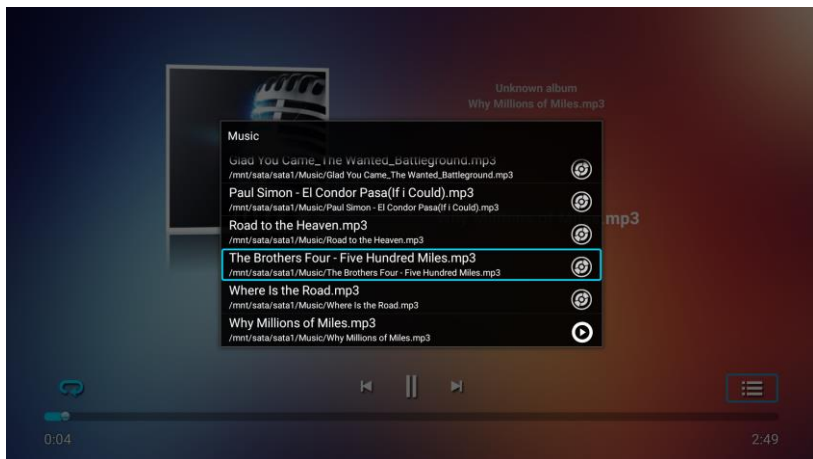 Unknown album
Why Millions of Miles.mp3
Music
Glad You Came_The Wanted_Battleground.mp3
/mnt/sata/sata1/Music/Glad You Came_The Wanted_Battleground.mp3
Paul Simon - El Condor Pasa(If i Could).mp3
/mnt/sata/sata1/Music/Paul Simon - El Condor Pasa(If i Could).mp3
Road to the Heaven.mp3
/mnt/sata/sata1/Music/Road to the Heaven.mp3
mp3
The Brothers Four - Five Hundred Miles.mp3
/mnt/sata/sata1/Music/The Brothers Four - Five Hundred Miles.mp3
Where Is the Road.mp3
/mnt/sata/sata1/Music/Where Is the Road.mp3
Why Millions of Miles.mp3
/mnt/sata/sata1/Music/Why Millions of Miles.mp3
0:04
2:49